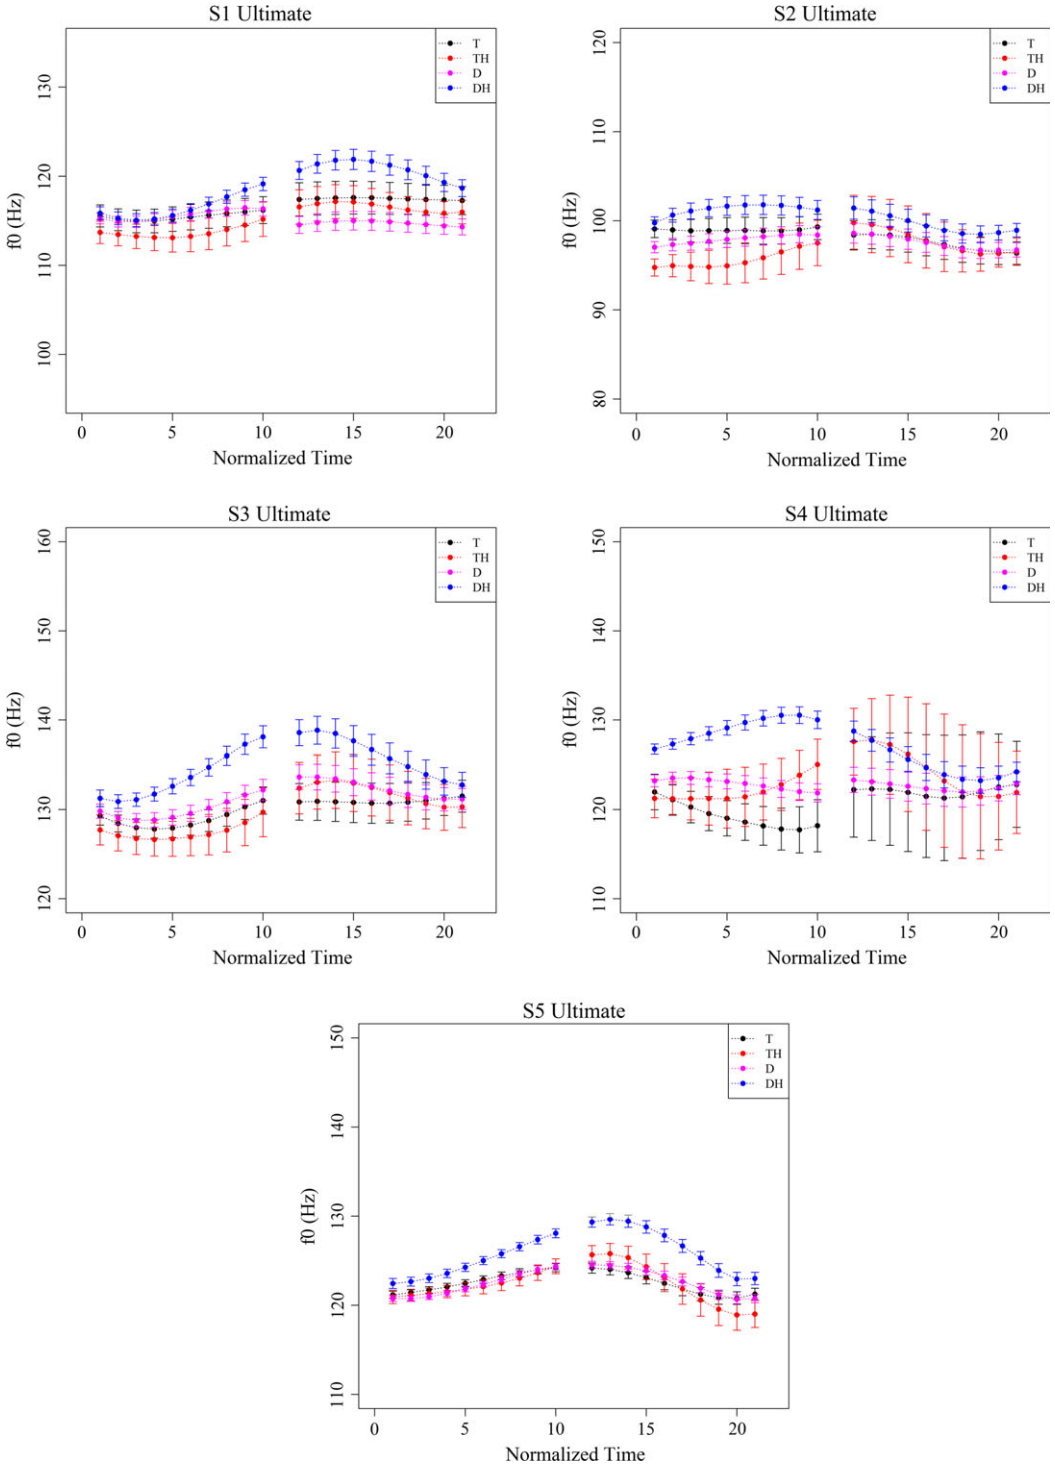 S1 Ultimate
T
TH
D
DH
130
120
110
100
f0 (Hz)
0 5 10 15 20
Normalized Time
S2 Ultimate
T
TH
D
DH
120
110
100
90
80
f0 (Hz)
0 5 10 15 20
Normalized Time
S3 Ultimate
T
TH
D
DH
160
150
140
130
120
f0 (Hz)
0 5 10 15 20
Normalized Time
S4 Ultimate
T
TH
D
DH
150
140
130
120
110
f0 (Hz)
0 5 10 15 20
Normalized Time
S5 Ultimate
T
TH
D
DH
150
140
130
120
110
f0 (Hz)
0 5 10 15 20
Normalized Time